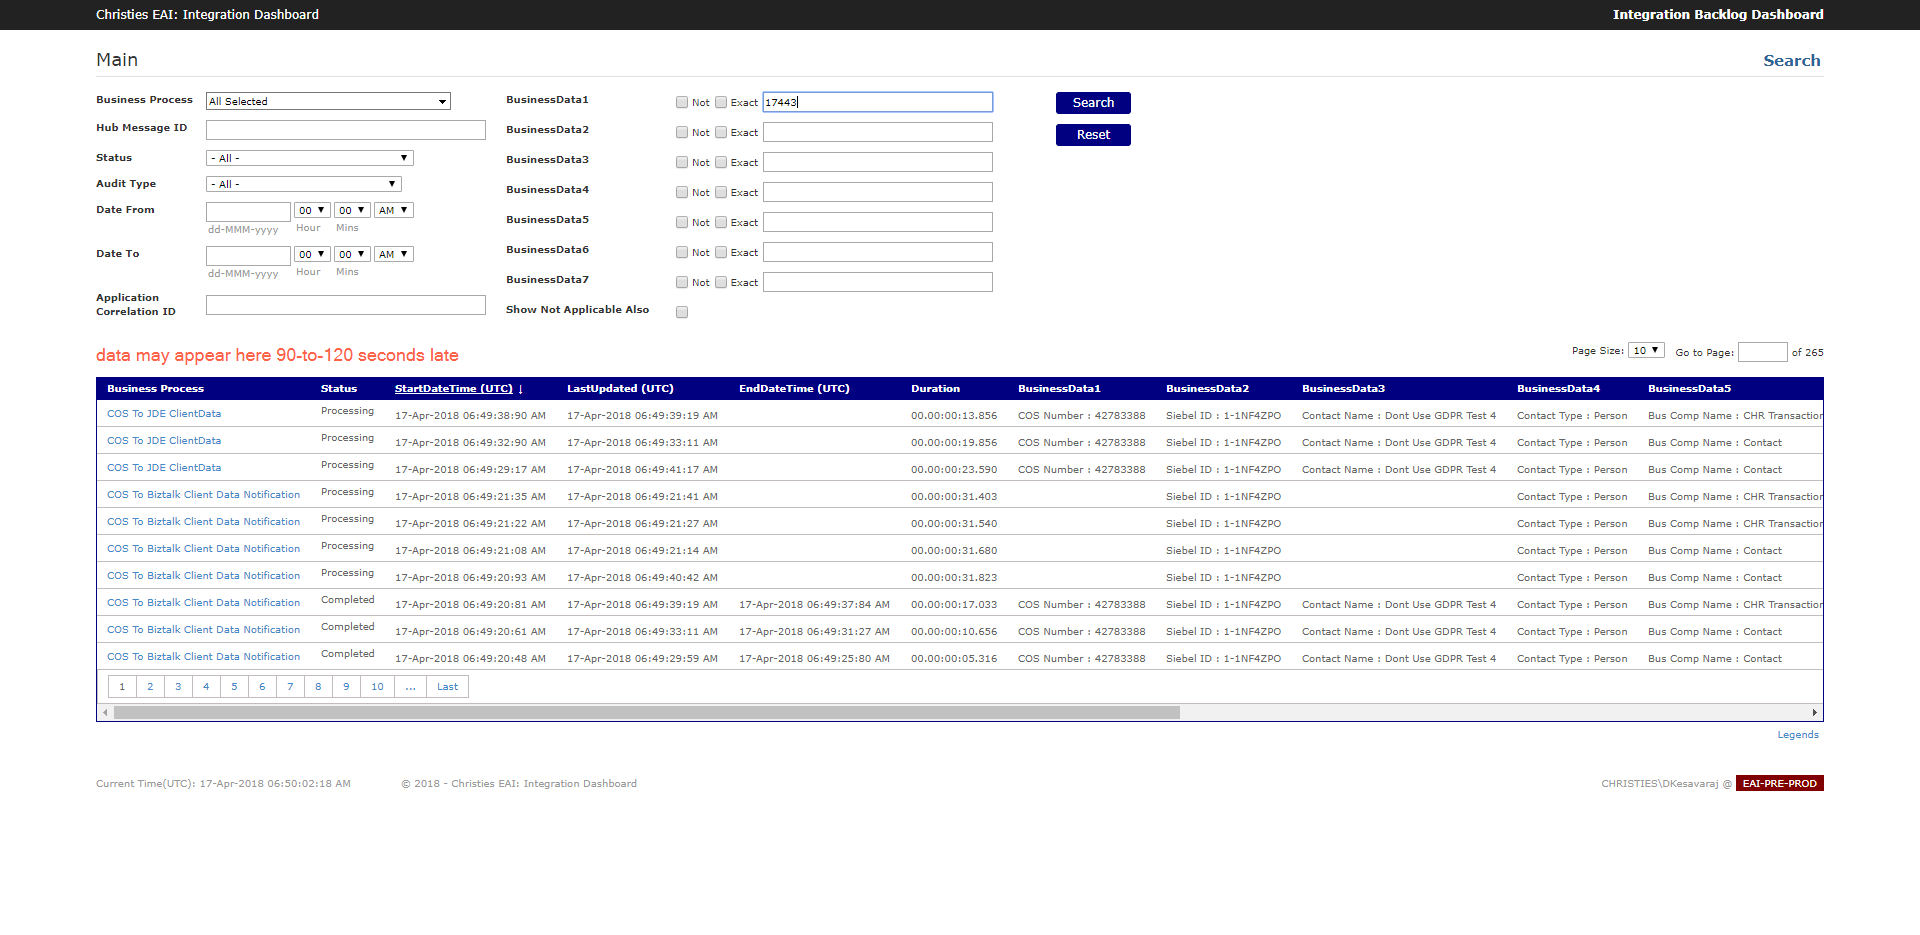 Christies EAI: Integration Dashboard Integration Backlog Dashboard
Main Search
Business Process All Selected
Hub Message ID
Status - All -
Audit Type - All -
Date From 00 00 AM
dd-MMM-yyyy Hour Mins
Date To 00 00 AM
dd-MMM-yyyy Hour Mins
Application
Correlation ID
BusinessData1 Not Exact 17443
BusinessData2 Not Exact
BusinessData3 Not Exact
BusinessData4 Not Exact
BusinessData5 Not Exact
BusinessData6 Not Exact
BusinessData7 Not Exact
Show Not Applicable Also
Search
Reset
data may appear here 90-to-120 seconds late Page Size: 10 Go to Page: of 265
Business Process Status StartDateTime (UTC) ↓ LastUpdated (UTC) EndDateTime (UTC) Duration BusinessData1 BusinessData2 BusinessData3 BusinessData4 BusinessData5
COS To JDE ClientData Processing 17-Apr-2018 06:49:38:90 AM 17-Apr-2018 06:49:39:19 AM 00.00:00:13.856 COS Number : 42783388 Siebel ID : 1-1NF4ZPO Contact Name : Dont Use GDPR Test 4 Contact Type : Person Bus Comp Name : CHR Transaction
COS To JDE ClientData Processing 17-Apr-2018 06:49:32:90 AM 17-Apr-2018 06:49:33:11 AM 00.00:00:19.856 COS Number : 42783388 Siebel ID : 1-1NF4ZPO Contact Name : Dont Use GDPR Test 4 Contact Type : Person Bus Comp Name : Contact
COS To JDE ClientData Processing 17-Apr-2018 06:49:29:17 AM 17-Apr-2018 06:49:41:17 AM 00.00:00:23.590 COS Number : 42783388 Siebel ID : 1-1NF4ZPO Contact Name : Dont Use GDPR Test 4 Contact Type : Person Bus Comp Name : Contact
COS To Biztalk Client Data Notification Processing 17-Apr-2018 06:49:21:35 AM 17-Apr-2018 06:49:21:41 AM 00.00:00:31.403 Siebel ID : 1-1NF4ZPO Contact Type : Person Bus Comp Name : CHR Transaction
COS To Biztalk Client Data Notification Processing 17-Apr-2018 06:49:21:22 AM 17-Apr-2018 06:49:21:27 AM 00.00:00:31.540 Siebel ID : 1-1NF4ZPO Contact Type : Person Bus Comp Name : CHR Transaction
COS To Biztalk Client Data Notification Processing 17-Apr-2018 06:49:21:08 AM 17-Apr-2018 06:49:21:14 AM 00.00:00:31.680 Siebel ID : 1-1NF4ZPO Contact Type : Person Bus Comp Name : Contact
COS To Biztalk Client Data Notification Processing 17-Apr-2018 06:49:20:93 AM 17-Apr-2018 06:49:40:42 AM 00.00:00:31.823 Siebel ID : 1-1NF4ZPO Contact Type : Person Bus Comp Name : Contact
COS To Biztalk Client Data Notification Completed 17-Apr-2018 06:49:20:81 AM 17-Apr-2018 06:49:39:19 AM 17-Apr-2018 06:49:37:84 AM 00.00:00:17.033 COS Number : 42783388 Siebel ID : 1-1NF4ZPO Contact Name : Dont Use GDPR Test 4 Contact Type : Person Bus Comp Name : CHR Transaction
COS To Biztalk Client Data Notification Completed 17-Apr-2018 06:49:20:61 AM 17-Apr-2018 06:49:33:11 AM 17-Apr-2018 06:49:31:27 AM 00.00:00:10.656 COS Number : 42783388 Siebel ID : 1-1NF4ZPO Contact Name : Dont Use GDPR Test 4 Contact Type : Person Bus Comp Name : Contact
COS To Biztalk Client Data Notification Completed 17-Apr-2018 06:49:20:48 AM 17-Apr-2018 06:49:29:59 AM 17-Apr-2018 06:49:25:80 AM 00.00:00:05.316 COS Number : 42783388 Siebel ID : 1-1NF4ZPO Contact Name : Dont Use GDPR Test 4 Contact Type : Person Bus Comp Name : Contact
1 2 3 4 5 6 7 8 9 10 ... Last
Legends
Current Time(UTC): 17-Apr-2018 06:50:02:18 AM © 2018 - Christies EAI: Integration Dashboard CHRISTIES\DKesavaraj @ EAI-PRE-PROD